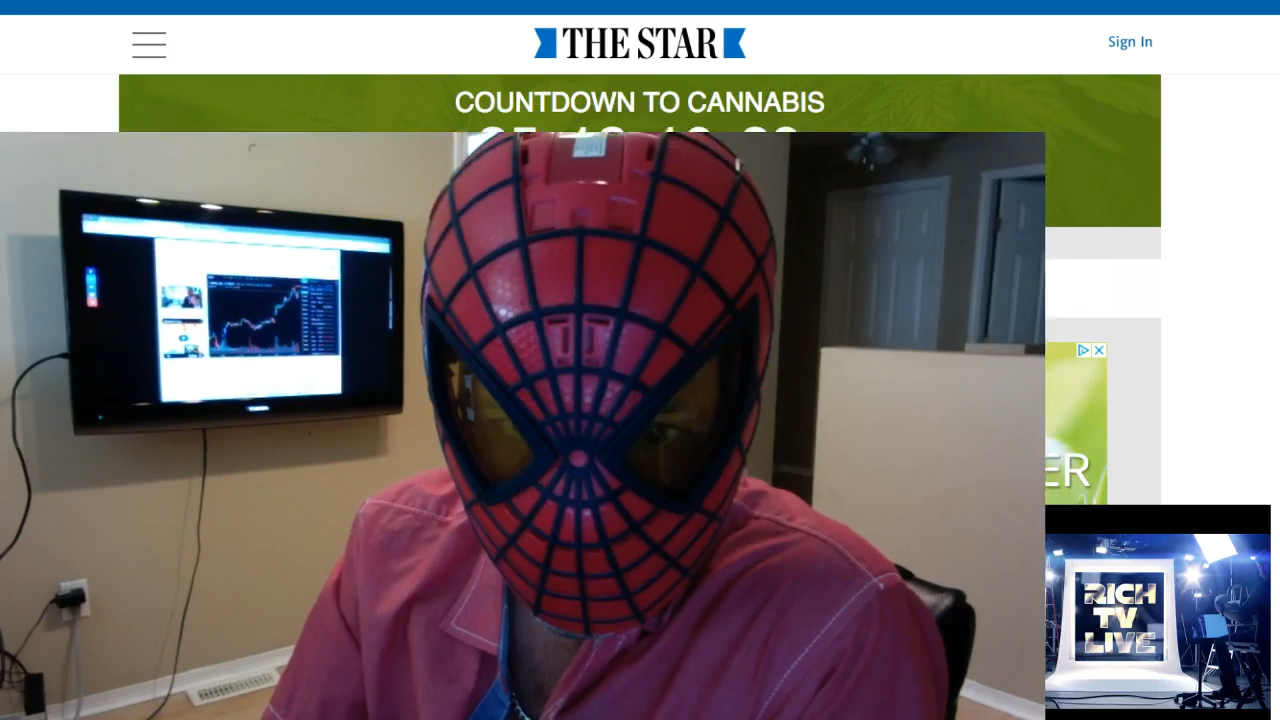 THE STAR
Sign In
COUNTDOWN TO CANNABIS
ER
RICH
TV
LIVE